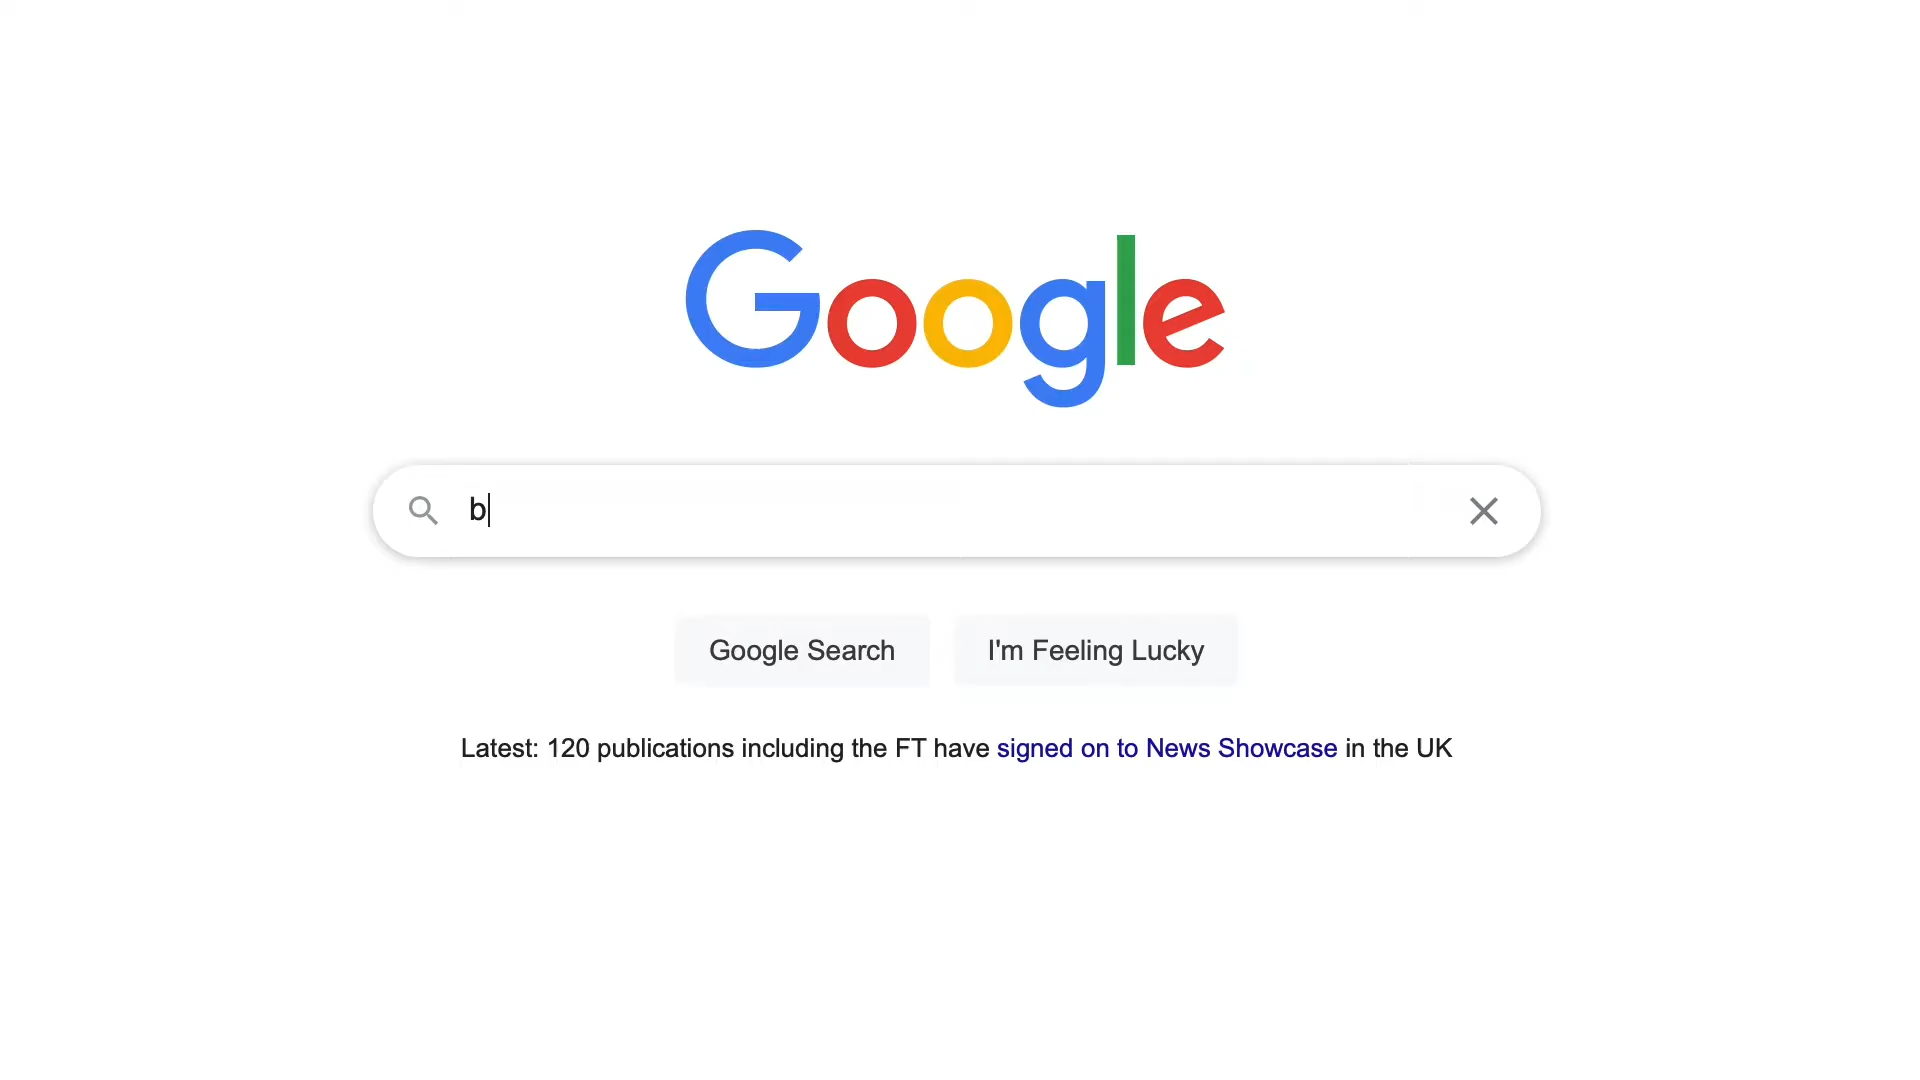 Google
b
Google Search I'm Feeling Lucky
Latest: 120 publications including the FT have signed on to News Showcase in the UK